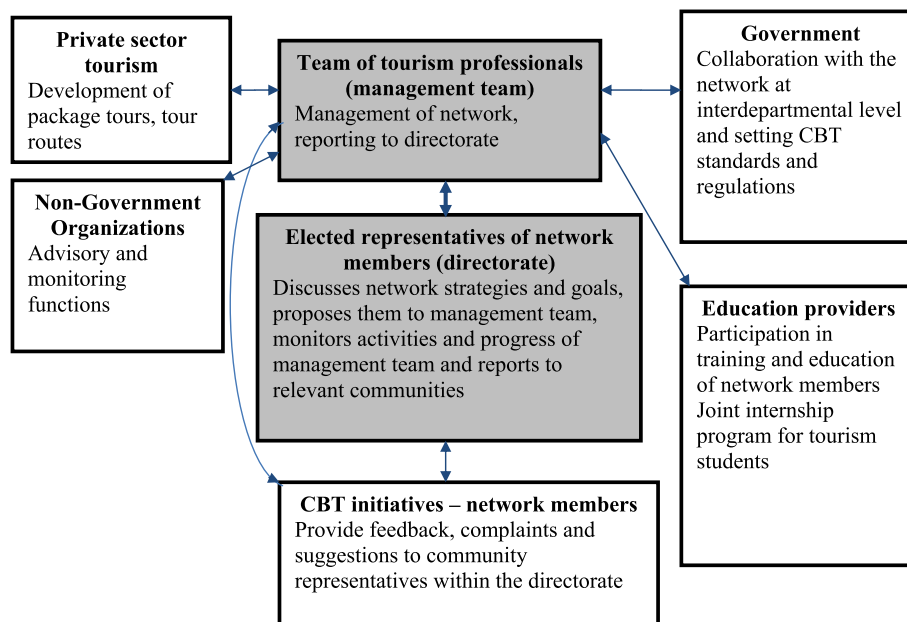 Private sector
tourism
Development of
package tours, tour
routes
Team of tourism professionals
(management team)
Management of network,
reporting to directorate
Government
Collaboration with the
network at
interdepartmental level
and setting CBT
standards and
regulations
Non-Government
Organizations
Advisory and
monitoring
functions
Elected representatives of network
members (directorate)
Discusses network strategies and goals,
proposes them to management team,
monitors activities and progress of
management team and reports to
relevant communities
Education providers
Participation in
training and education
of network members
Joint internship
program for tourism
students
CBT initiatives – network members
Provide feedback, complaints and
suggestions to community
representatives within the directorate